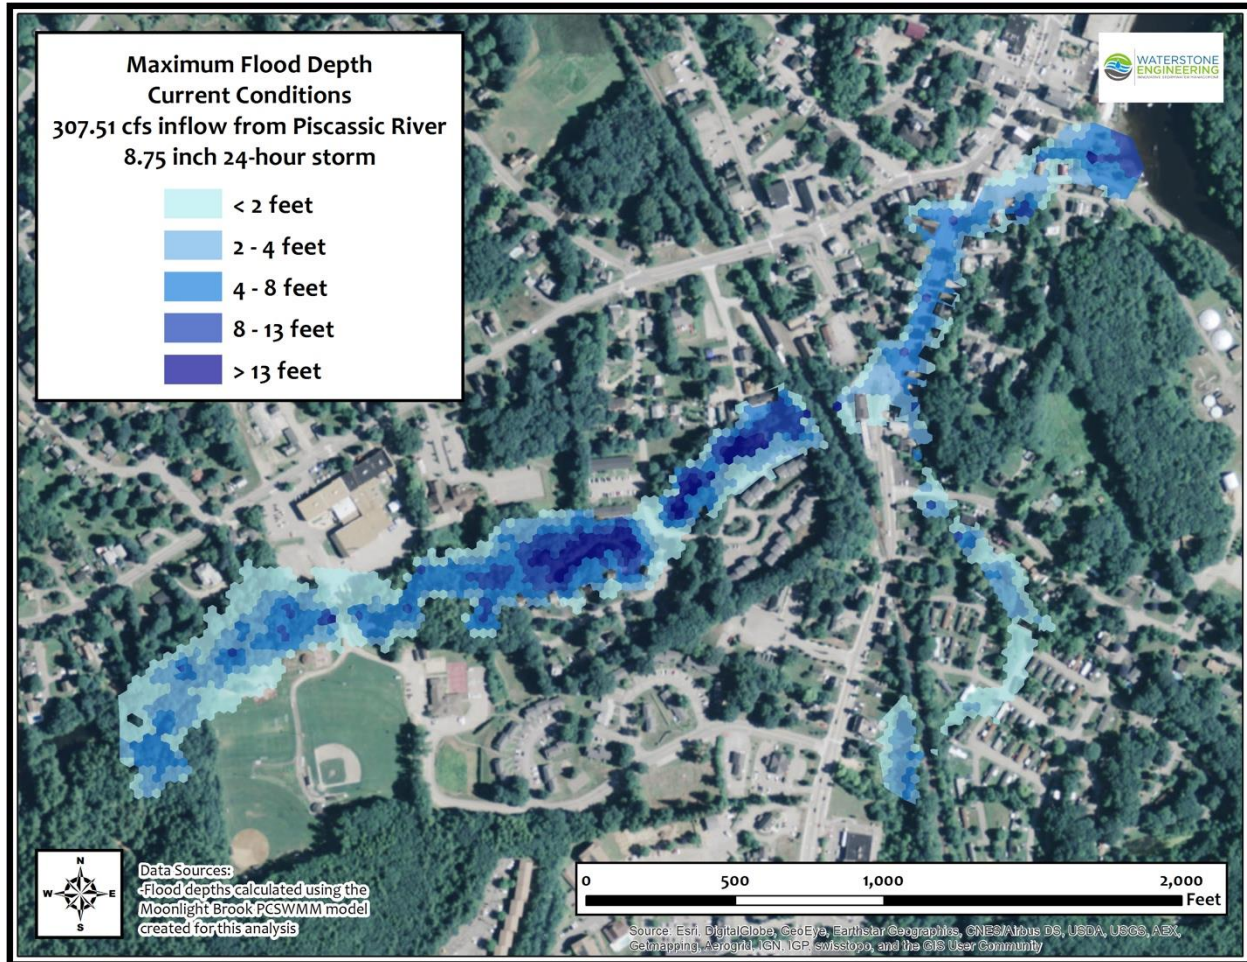 Maximum Flood Depth
Current Conditions
307.51 cfs inflow from Piscassic River
8.75 inch 24-hour storm
< 2 feet
2 - 4 feet
4 - 8 feet
8 - 13 feet
> 13 feet
WATERSTONE
ENGINEERING
N
W E
S
Data Sources:
-Flood depths calculated using the
Moonlight Brook PCSWMM model
created for this analysis
0 500 1,000 2,000
Feet
Source: Esri, DigitalGlobe, GeoEye, Earthstar Geographics, CNES/Airbus DS, USDA, USGS, AEX,
Getmapping, Aerogrid, IGN, IGP, swisstopo, and the GIS User Community